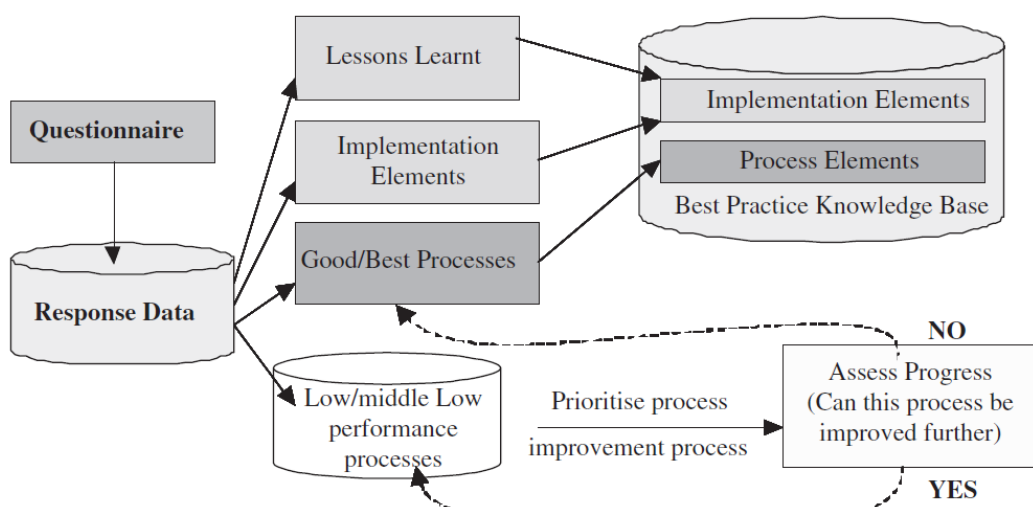 Lessons Learnt
Implementation Elements
Questionnaire
Implementation
Elements
Process Elements
Best Practice Knowledge Base
Good/Best Processes
Response Data
NO
Assess Progress
(Can this process be
improved further)
Low/middle Low
performance
processes
Prioritise process
improvement process
YES